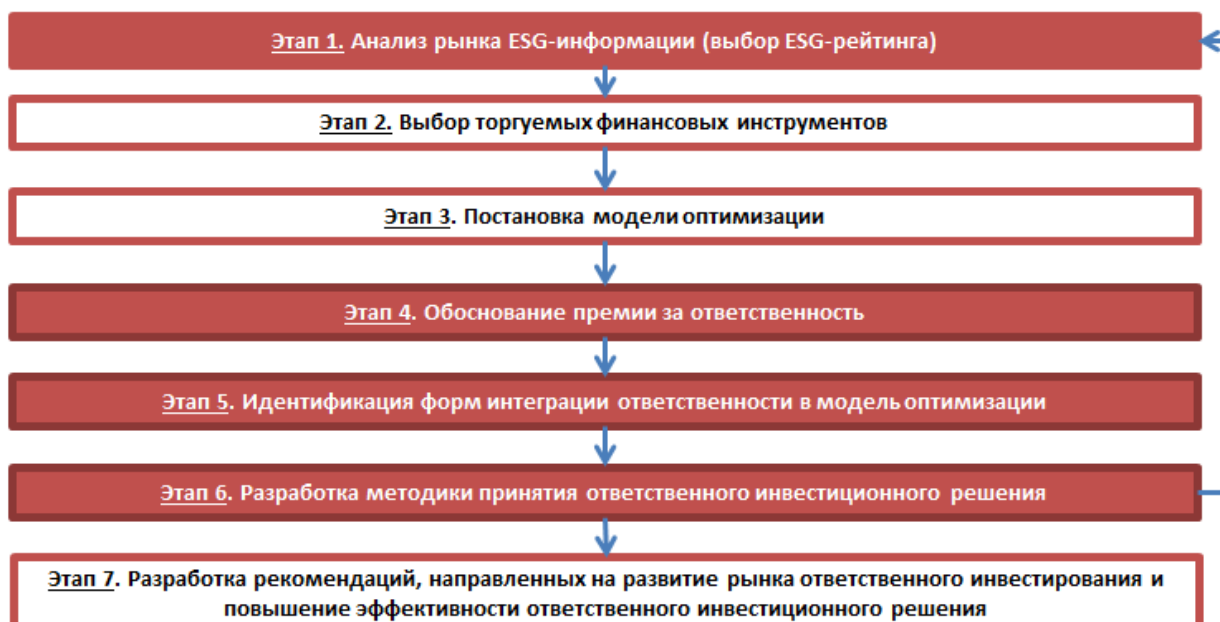 Этап 1. Анализ рынка ESG-информации (выбор ESG-рейтинга)
Этап 2. Выбор торгуемых финансовых инструментов
Этап 3. Постановка модели оптимизации
Этап 4. Обоснование премии за ответственность
Этап 5. Идентификация форм интеграции ответственности в модель оптимизации
Этап 6. Разработка методики принятия ответственного инвестиционного решения
Этап 7. Разработка рекомендаций, направленных на развитие рынка ответственного инвестирования и
повышение эффективности ответственного инвестиционного решения